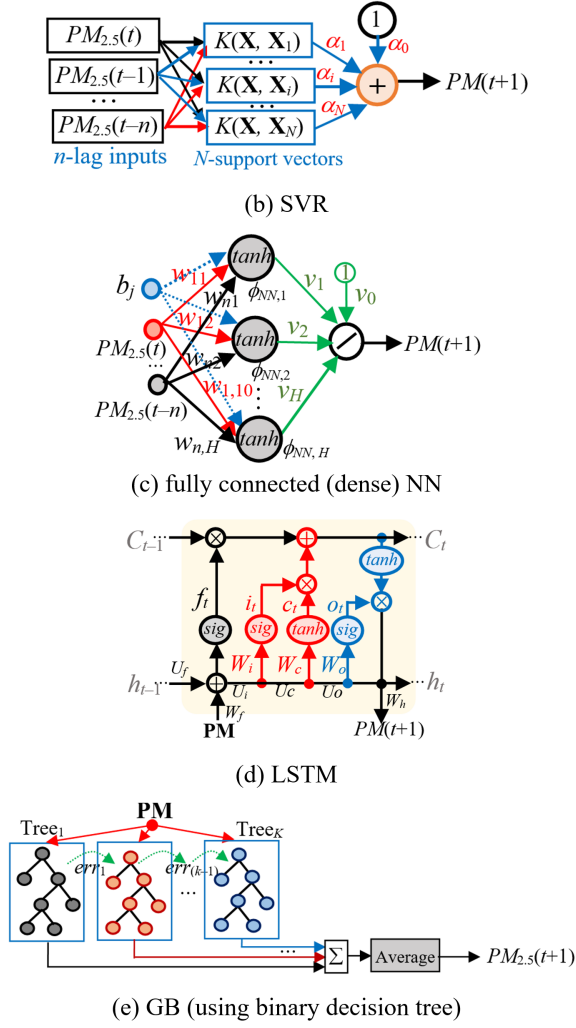 PM2.5(t)
PM2.5(t−1)
...
PM2.5(t−n)
n-lag inputs
K(X, X1)
...
K(X, Xi)
...
K(X, XN)
N-support vectors
α1
αi
αN
1
α0
+
PM(t+1)
(b) SVR
bj
PM2.5(t)
...
PM2.5(t−n)
w11
wn1
w12
wn2
w1,10
wn,H
tanh
ϕNN,1
tanh
ϕNN,2
tanh
ϕNN, H
v1
v2
vH
1
v0
PM(t+1)
(c) fully connected (dense) NN
Ct−1
Ct
tanh
ft
it
ct
ot
sig
sig
tanh
sig
Wi
Wc
Wo
Uf
ht−1
Ui
Uc
Uo
Wh
ht
Wf
PM
PM(t+1)
(d) LSTM
PM
Tree1
TreeK
err1
err(k−1)
...
...
Σ
Average
PM2.5(t+1)
(e) GB (using binary decision tree)